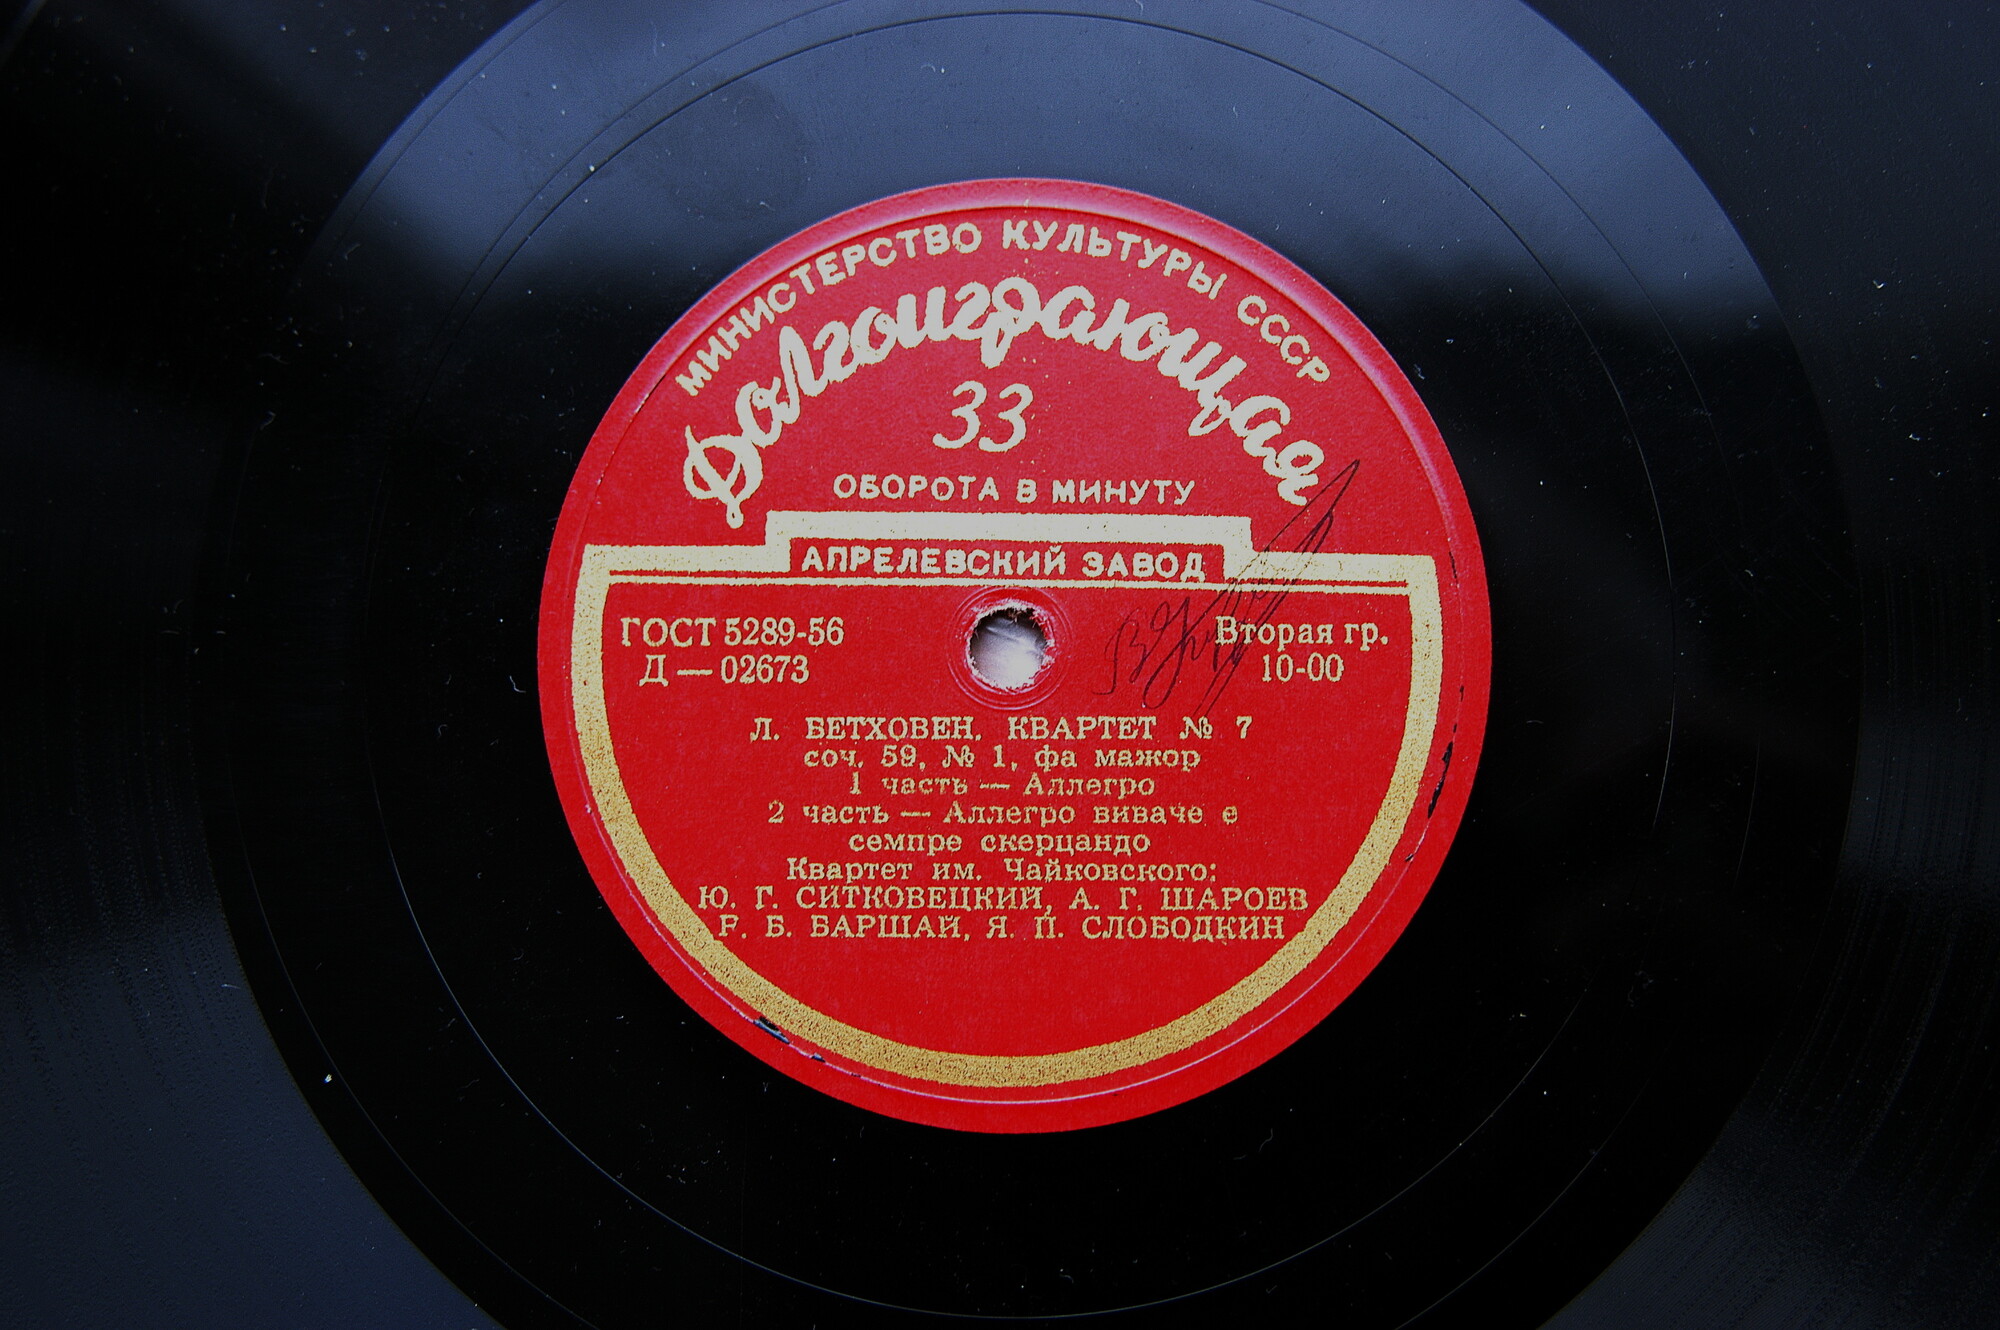 МИНИСТЕРСТВО КУЛЬТУРЫ СССР
Долгоиграющая
33
ОБОРОТА В МИНУТУ
АПРЕЛЕВСКИЙ ЗАВОД
ГОСТ 5289-56
Д — 02673
Вторая гр.
10-00
Л. БЕТХОВЕН, КВАРТЕТ № 7
соч. 59, № 1, фа мажор
1 часть — Аллегро
2 часть — Аллегро виваче е
семпре скерцандо
Квартет им. Чайковского:
Ю. Г. СИТКОВЕЦКИЙ, А. Г. ШАРОЕВ
Р. Б. БАРШАЙ, Я. П. СЛОБОДКИН